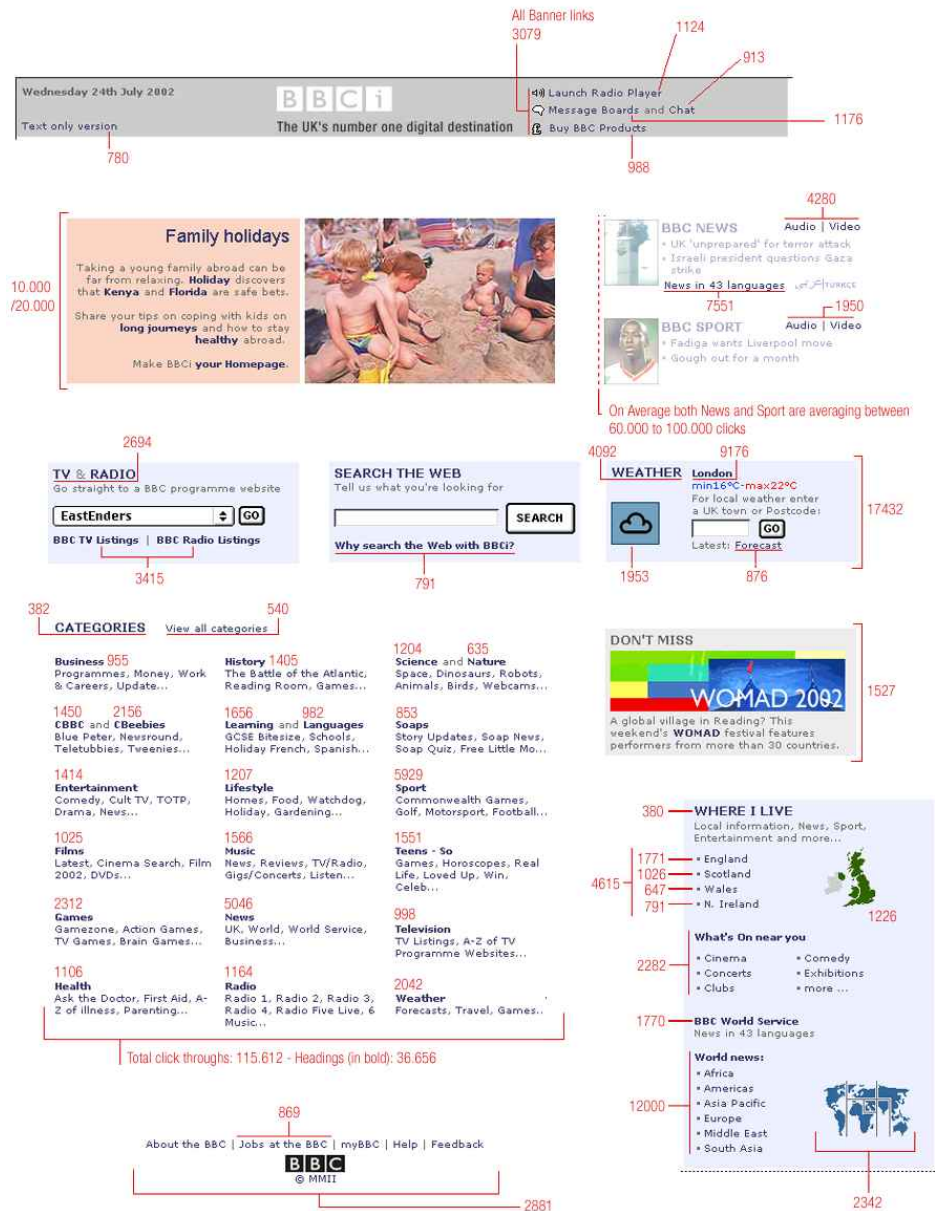 All Banner links
3079
1124
913
Wednesday 24th July 2002
BBCi
Launch Radio Player
Message Boards and Chat
1176
Text only version
The UK's number one digital destination
Buy BBC Products
780
988
10.000
/20.000
Family holidays
Taking a young family abroad can be
far from relaxing. Holiday discovers
that Kenya and Florida are safe bets.
Share your tips on coping with kids on
long journeys and how to stay
healthy abroad.
Make BBCi your Homepage.
4280
BBC NEWS
Audio | Video
• UK 'unprepared' for terror attack
• Israeli president questions Gaza
strike
News in 43 languages
TURKCE
7551
1950
BBC SPORT
Audio | Video
• Fadiga wants Liverpool move
• Gough out for a month
On Average both News and Sport are averaging between
60.000 to 100.000 clicks
2694
TV & RADIO
Go straight to a BBC programme website
EastEnders
GO
BBC TV Listings | BBC Radio Listings
3415
SEARCH THE WEB
Tell us what you're looking for
SEARCH
Why search the Web with BBCi?
791
4092
9176
WEATHER
London
min16ºC-max22ºC
For local weather enter
a UK town or Postcode:
GO
Latest: Forecast
1953
876
17432
382
540
CATEGORIES
View all categories
Business 955
Programmes, Money, Work
& Careers, Update...
History 1405
The Battle of the Atlantic,
Reading Room, Games...
1204 635
Science and Nature
Space, Dinosaurs, Robots,
Animals, Birds, Webcams...
1450 2156
CBBC and CBeebies
Blue Peter, Newsround,
Teletubbies, Tweenies...
1656 982
Learning and Languages
GCSE Bitesize, Schools,
Holiday French, Spanish...
853
Soaps
Story Updates, Soap News,
Soap Quiz, Free Little Mo...
1414
Entertainment
Comedy, Cult TV, TOTP,
Drama, News...
1207
Lifestyle
Homes, Food, Watchdog,
Holiday, Gardening...
5929
Sport
Commonwealth Games,
Golf, Motorsport, Football...
1025
Films
Latest, Cinema Search, Film
2002, DVDs...
1566
Music
News, Reviews, TV/Radio,
Gigs/Concerts, Listen...
1551
Teens - So
Games, Horoscopes, Real
Life, Loved Up, Win,
Celeb...
2312
Games
Gamezone, Action Games,
TV Games, Brain Games...
5046
News
UK, World, World Service,
Business...
998
Television
TV Listings, A-Z of TV
Programme Websites...
1106
Health
Ask the Doctor, First Aid, A-
Z of illness, Parenting...
1164
Radio
Radio 1, Radio 2, Radio 3,
Radio 4, Radio Five Live, 6
Music...
2042
Weather
Forecasts, Travel, Games..
Total click throughs: 115.612 - Headings (in bold): 36.656
DON'T MISS
WOMAD 2002
A global village in Reading? This
weekend's WOMAD festival features
performers from more than 30 countries.
1527
380
WHERE I LIVE
Local information, News, Sport,
Entertainment and more...
4615
1771 • England
1026 • Scotland
647 • Wales
791 • N. Ireland
1226
What's On near you
• Cinema
• Comedy
2282
• Concerts
• Exhibitions
• Clubs
• more ...
1770
BBC World Service
News in 43 languages
World news:
• Africa
• Americas
12000
• Asia Pacific
• Europe
• Middle East
• South Asia
2342
869
About the BBC | Jobs at the BBC | myBBC | Help | Feedback
BBC
© MMII
2881